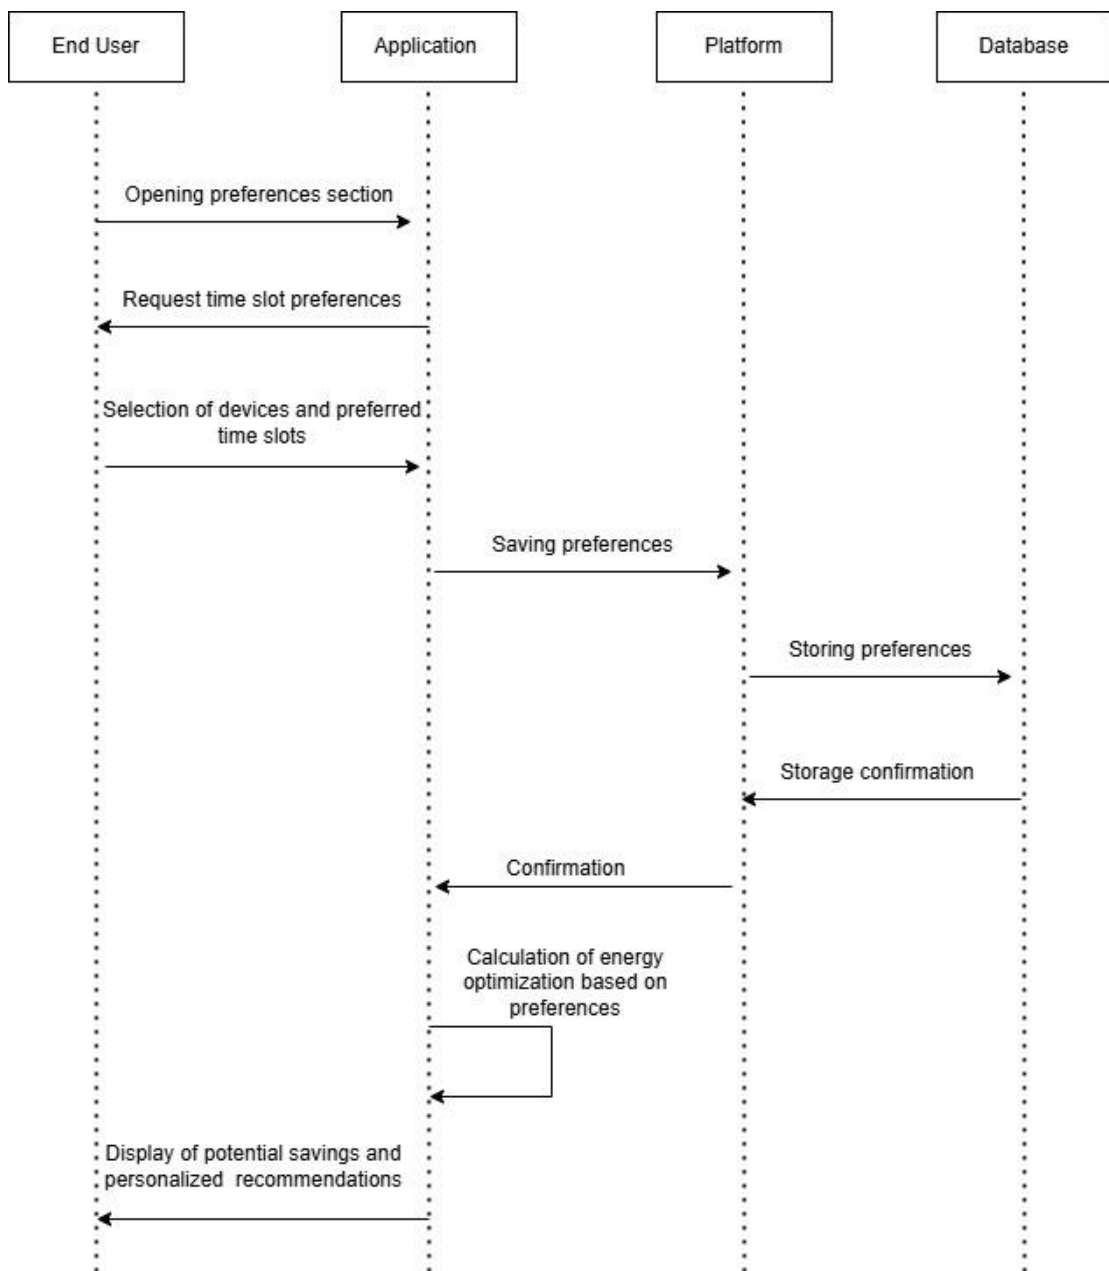 End User
Application
Platform
Database
Opening preferences section
Request time slot preferences
Selection of devices and preferred
time slots
Saving preferences
Storing preferences
Storage confirmation
Confirmation
Calculation of energy
optimization based on
preferences
Display of potential savings and
personalized recommendations